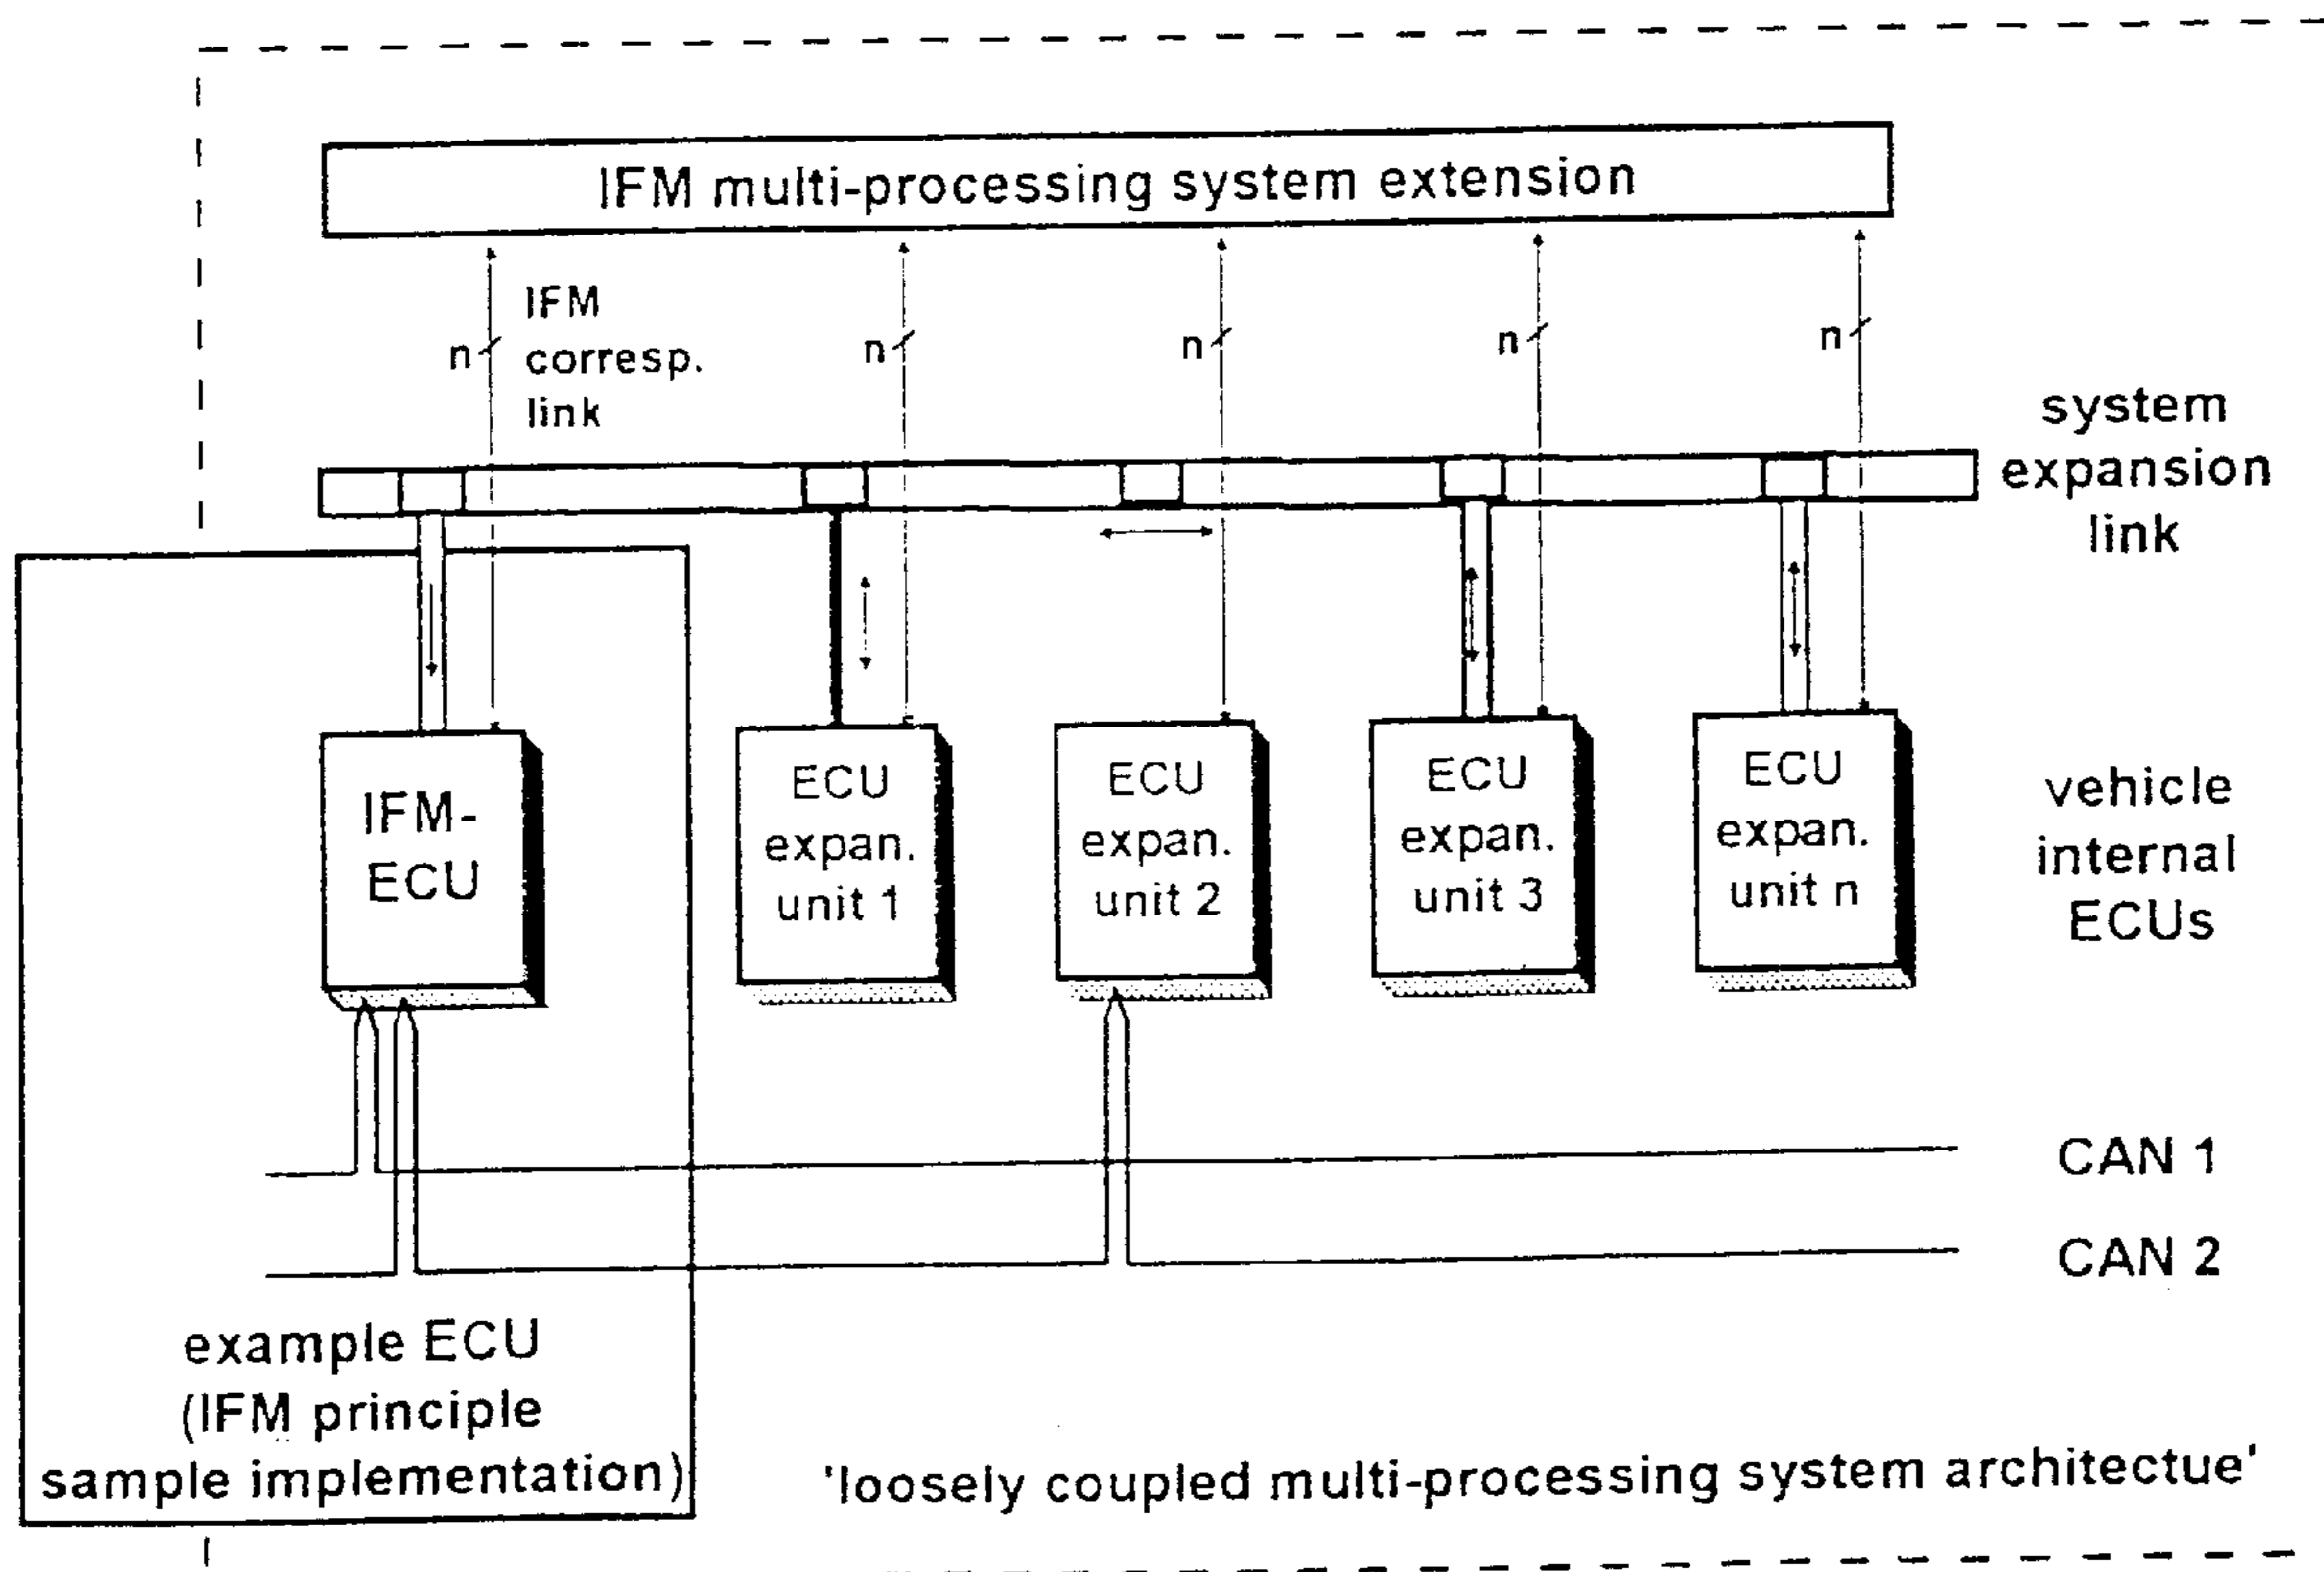 IFM multi-processing system extension
IFM
corresp.
link
n
n
n
n
n
system
expansion
link
IFM-
ECU
ECU
expan.
unit 1
ECU
expan.
unit 2
ECU
expan.
unit 3
ECU
expan.
unit n
vehicle
internal
ECUs
CAN 1
CAN 2
example ECU
(IFM principle
sample implementation)
'loosely coupled multi-processing system architectue'